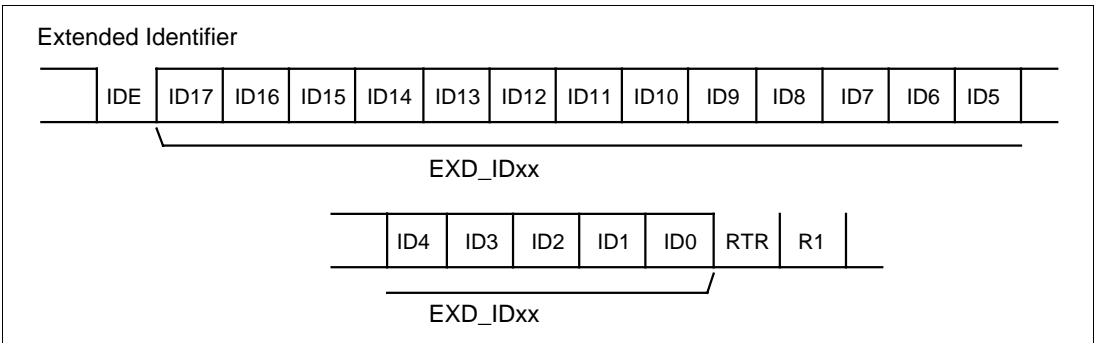 Extended Identifier
IDE ID17 ID16 ID15 ID14 ID13 ID12 ID11 ID10 ID9 ID8 ID7 ID6 ID5
EXD_IDxx
ID4 ID3 ID2 ID1 ID0 RTR R1
EXD_IDxx